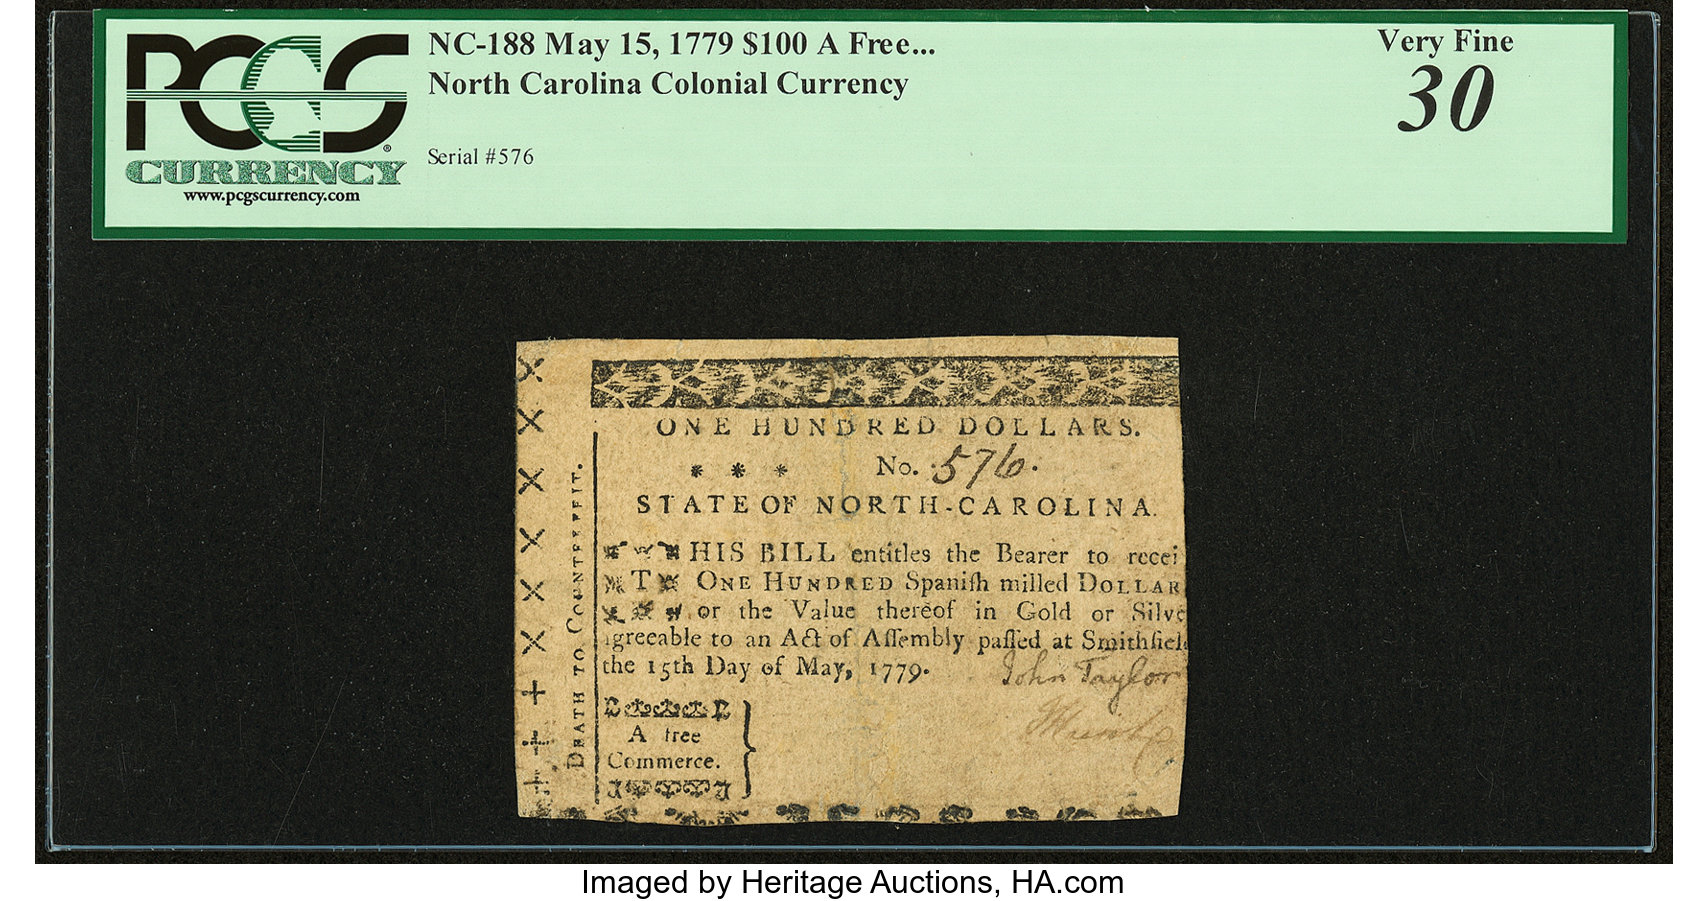 PCGS
CURRENCY
www.pcgscurrency.com
NC-188 May 15, 1779 $100 A Free...
North Carolina Colonial Currency
Serial #576
Very Fine
30
ONE HUNDRED DOLLARS.
* * * No. 576.
STATE OF NORTH-CAROLINA.
THIS BILL entitles the Bearer to recei
ONE HUNDRED Spaniſh milled DOLLAR
or the Value thereof in Gold or Silve
agreeable to an Act of Aſſembly paſſed at Smithfield
the 15th Day of May, 1779.
John Taylor
A free
Commerce.
DEATH TO COUNTERFEIT.
Imaged by Heritage Auctions, HA.com